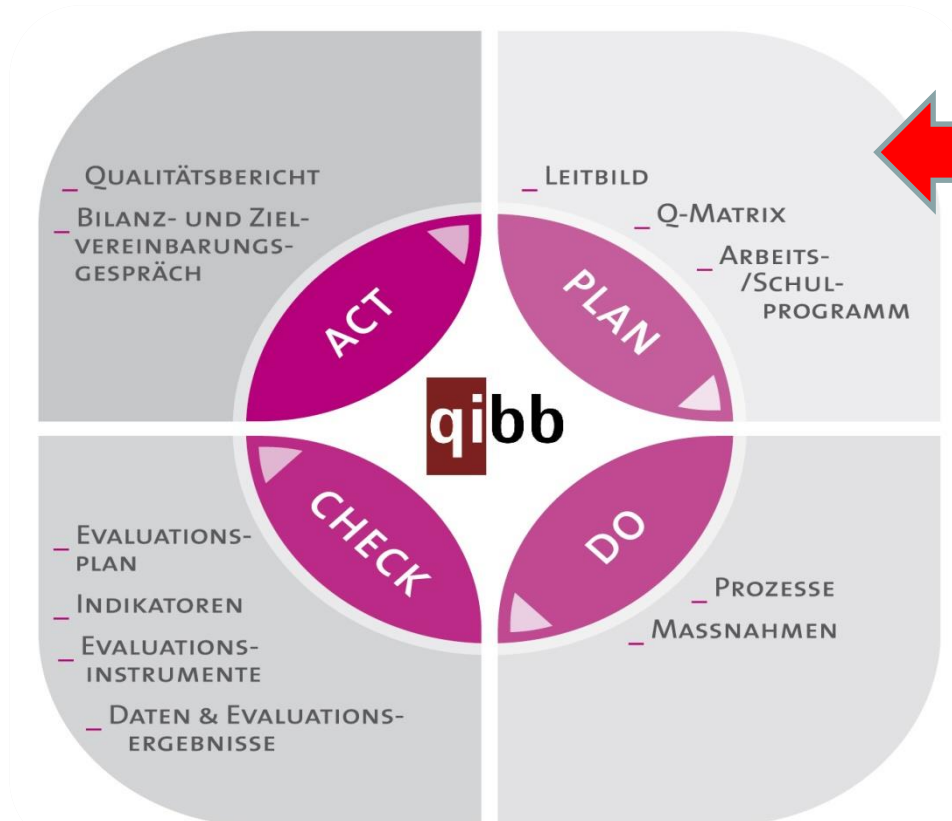 _ QUALITÄTSBERICHT
_ BILANZ- UND ZIEL-
VEREINBARUNGS-
GESPRÄCH
ACT
_ LEITBILD
_ Q-MATRIX
_ ARBEITS-
/SCHUL-
PROGRAMM
PLAN
qibb
_ EVALUATIONS-
PLAN
_ INDIKATOREN
_ EVALUATIONS-
INSTRUMENTE
_ DATEN & EVALUATIONS-
ERGEBNISSE
CHECK
DO
_ PROZESSE
_ MASSNAHMEN